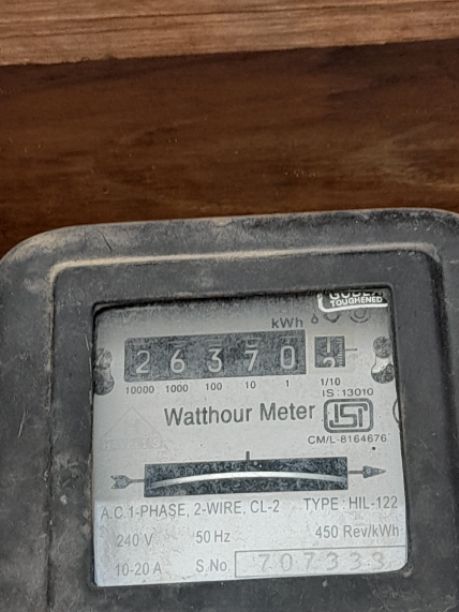 TOUGHENED
kWh
2 6 3 7 0
10000 1000 100 10 1 1/10
IS:13010
Watthour Meter ISI
CM/L-8164676
A.C.1-PHASE, 2-WIRE, CL-2 TYPE : HIL-122
240 V 50 Hz 450 Rev/kWh
10-20 A S.No. 707333